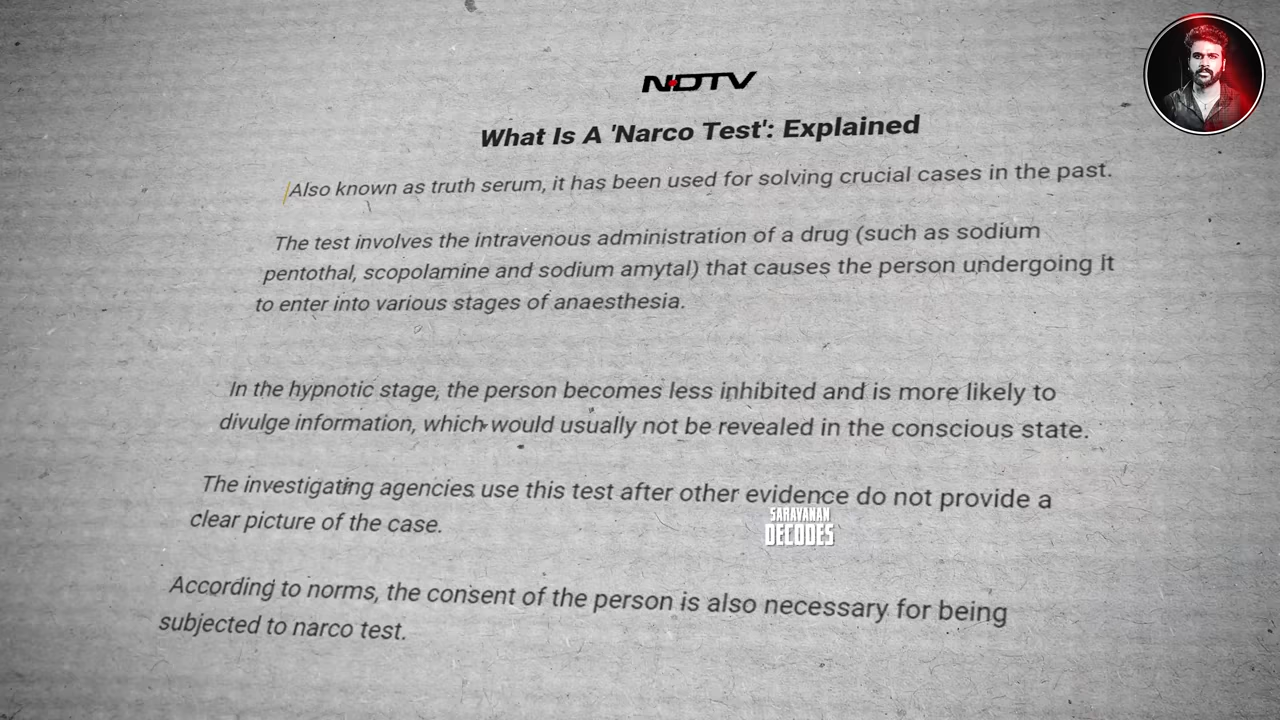 NDTV
What Is A 'Narco Test': Explained
Also known as truth serum, it has been used for solving crucial cases in the past.
The test involves the intravenous administration of a drug (such as sodium
pentothal, scopolamine and sodium amytal) that causes the person undergoing it
to enter into various stages of anaesthesia.
In the hypnotic stage, the person becomes less inhibited and is more likely to
divulge information, which would usually not be revealed in the conscious state.
The investigating agencies use this test after other evidence do not provide a
clear picture of the case.
SARAVANAN
DECODES
According to norms, the consent of the person is also necessary for being
subjected to narco test.